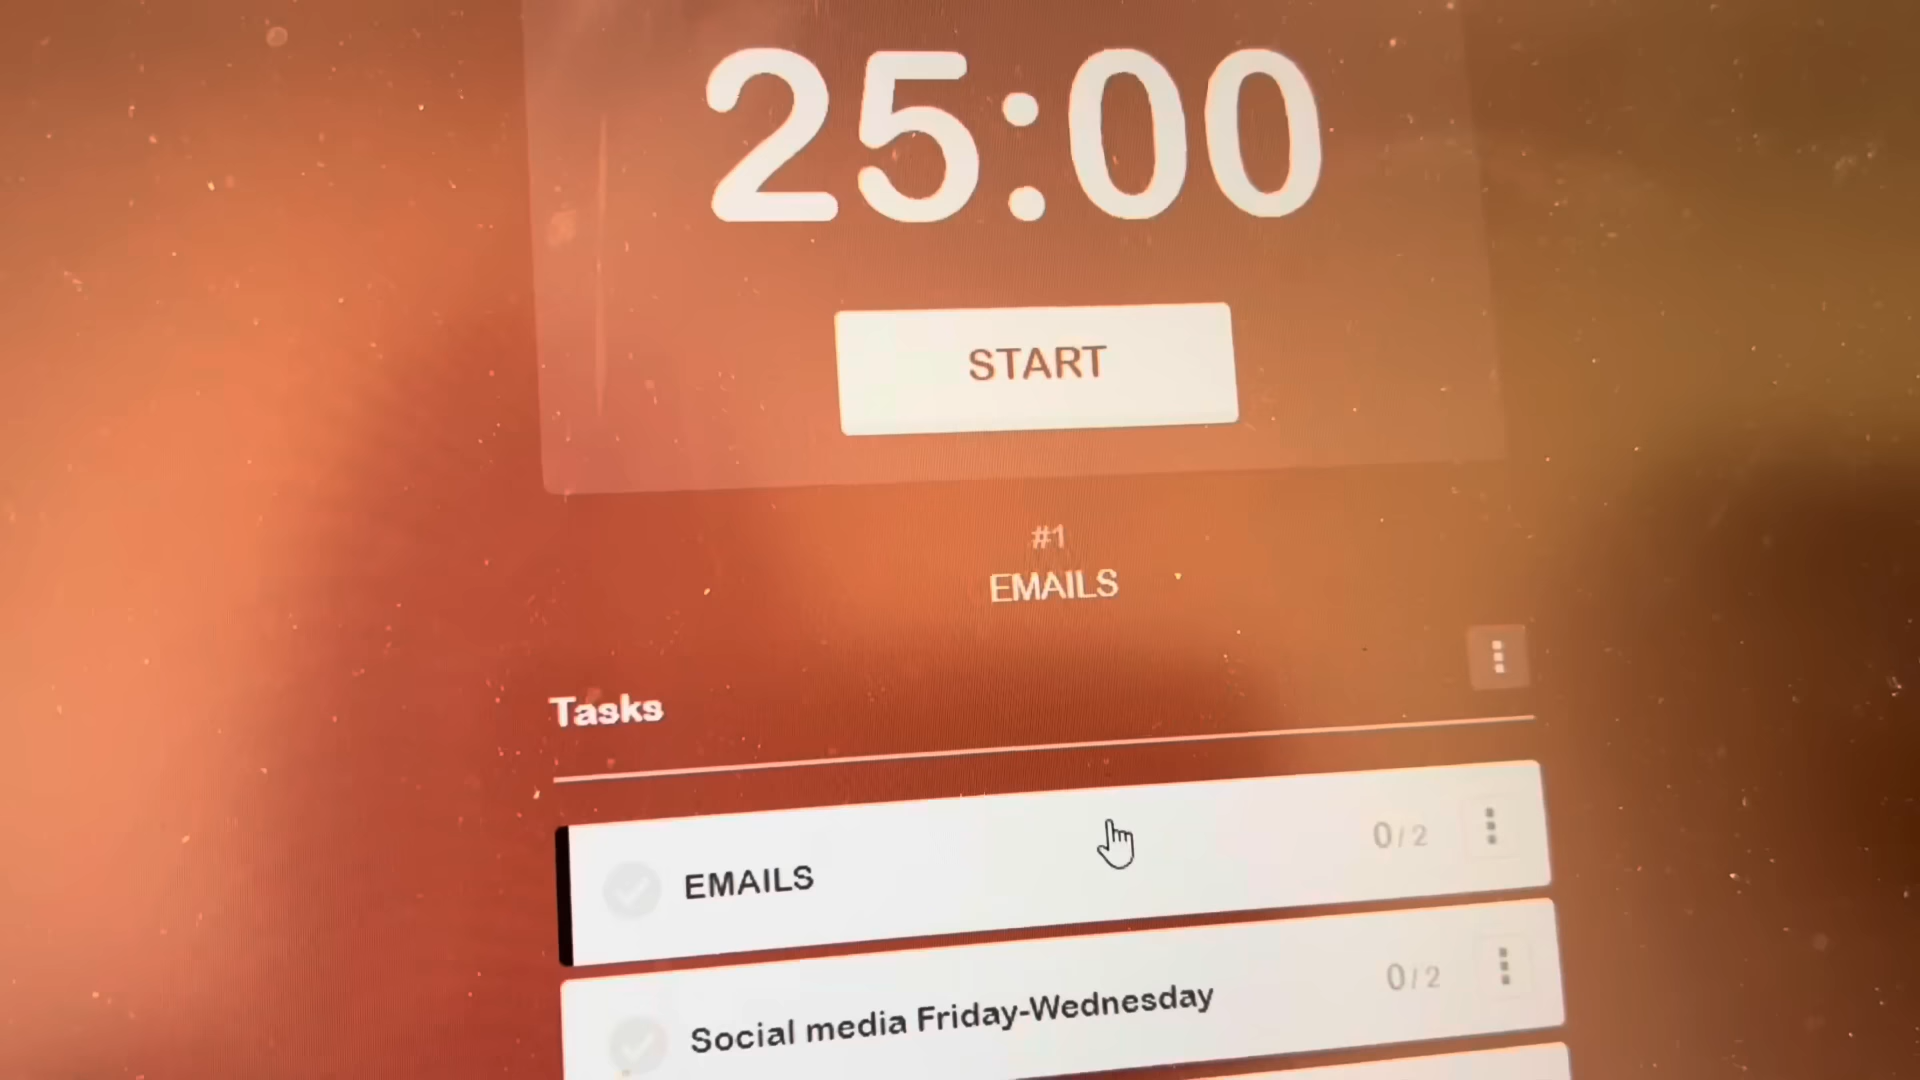 25:00
START
#1
EMAILS
Tasks
EMAILS 0/2
Social media Friday-Wednesday 0/2